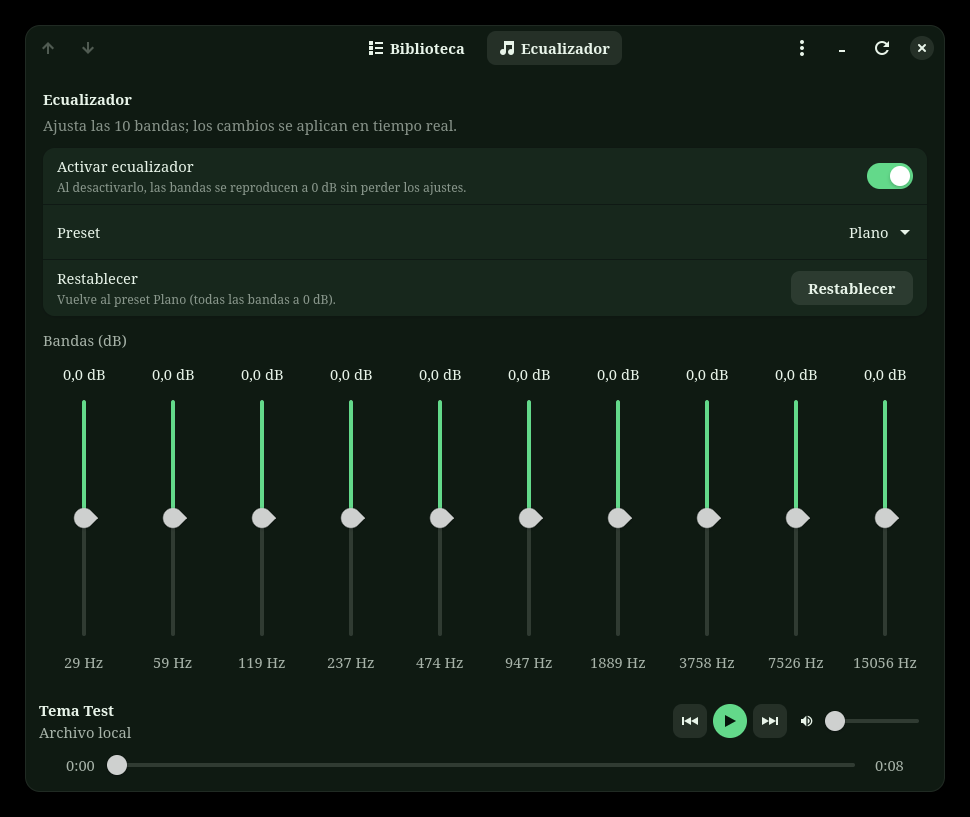 Biblioteca
Ecualizador
Ecualizador
Ajusta las 10 bandas; los cambios se aplican en tiempo real.
Activar ecualizador
Al desactivarlo, las bandas se reproducen a 0 dB sin perder los ajustes.
Preset
Plano
Restablecer
Vuelve al preset Plano (todas las bandas a 0 dB).
Restablecer
Bandas (dB)
0,0 dB 0,0 dB 0,0 dB 0,0 dB 0,0 dB 0,0 dB 0,0 dB 0,0 dB 0,0 dB 0,0 dB
29 Hz 59 Hz 119 Hz 237 Hz 474 Hz 947 Hz 1889 Hz 3758 Hz 7526 Hz 15056 Hz
Tema Test
Archivo local
0:00
0:08